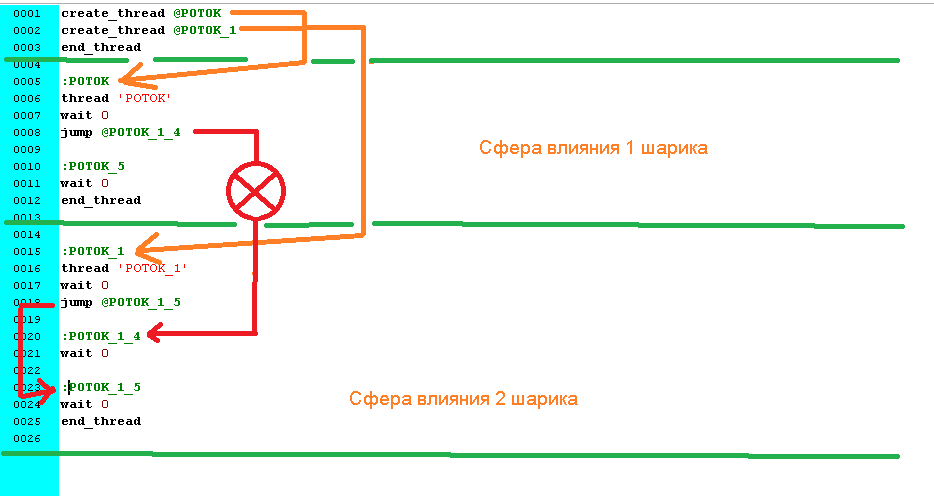 0001 create_thread @POTOK
0002 create_thread @POTOK_1
0003 end_thread
0004
0005 :POTOK
0006 thread 'POTOK'
0007 wait 0
0008 jump @POTOK_1_4
0009
Сфера влияния 1 шарика
0010 :POTOK_5
0011 wait 0
0012 end_thread
0013
0014
0015 :POTOK_1
0016 thread 'POTOK_1'
0017 wait 0
0018 jump @POTOK_1_5
0019
0020 :POTOK_1_4
0021 wait 0
0022
0023 :POTOK_1_5
0024 wait 0
Сфера влияния 2 шарика
0025 end_thread
0026